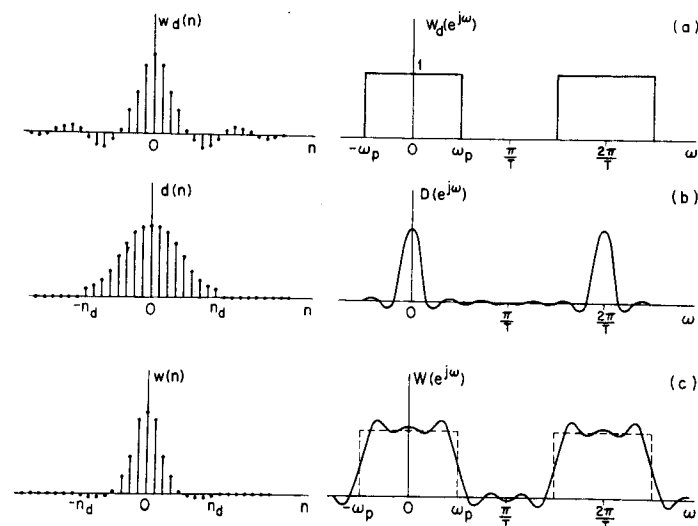 w_d(n)
W_d(e^{jω})
(a)
1
0
n
-ω_p
0
ω_p
π/T
2π/T
ω
d(n)
D(e^{jω})
(b)
-n_d
0
n_d
n
0
π/T
2π/T
ω
w(n)
W(e^{jω})
(c)
-n_d
0
n_d
n
-ω_p
0
ω_p
π/T
2π/T
ω